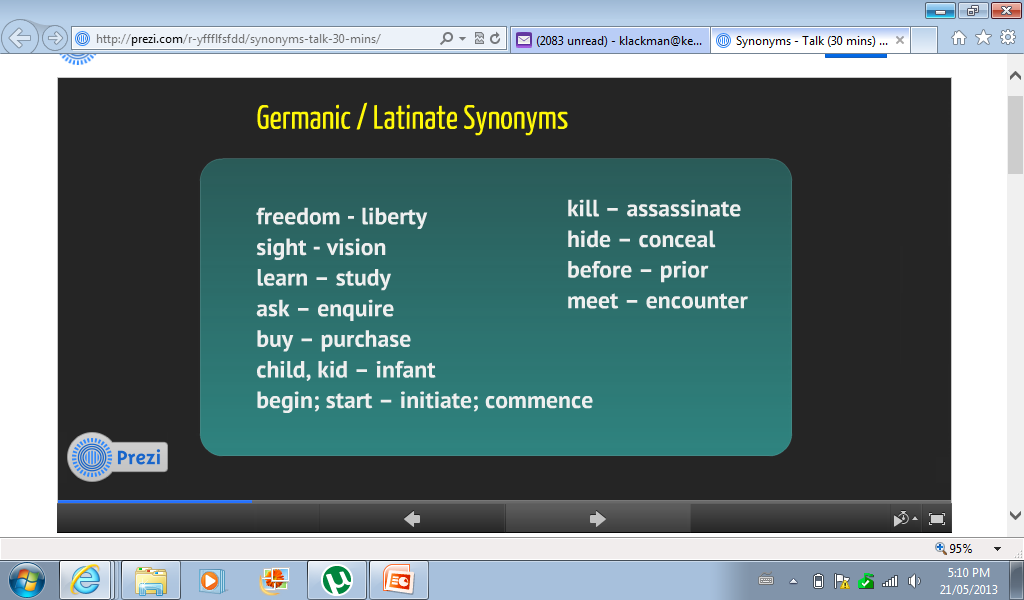 http://prezi.com/r-yffflfsfdd/synonyms-talk-30-mins/
(2083 unread) - klackman@ke...
Synonyms - Talk (30 mins) ...
Germanic / Latinate Synonyms
freedom - liberty
sight - vision
learn – study
ask – enquire
buy – purchase
child, kid – infant
begin; start – initiate; commence
kill – assassinate
hide – conceal
before – prior
meet – encounter
Prezi
95%
5:10 PM
21/05/2013